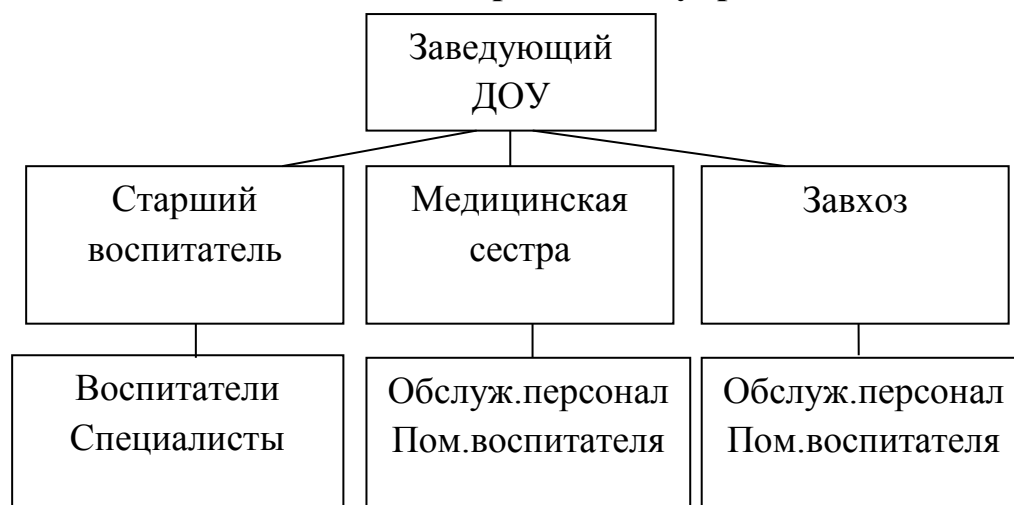 Заведующий
ДОУ
Старший
воспитатель
Медицинская
сестра
Завхоз
Воспитатели
Специалисты
Обслуж.персонал
Пом.воспитателя
Обслуж.персонал
Пом.воспитателя